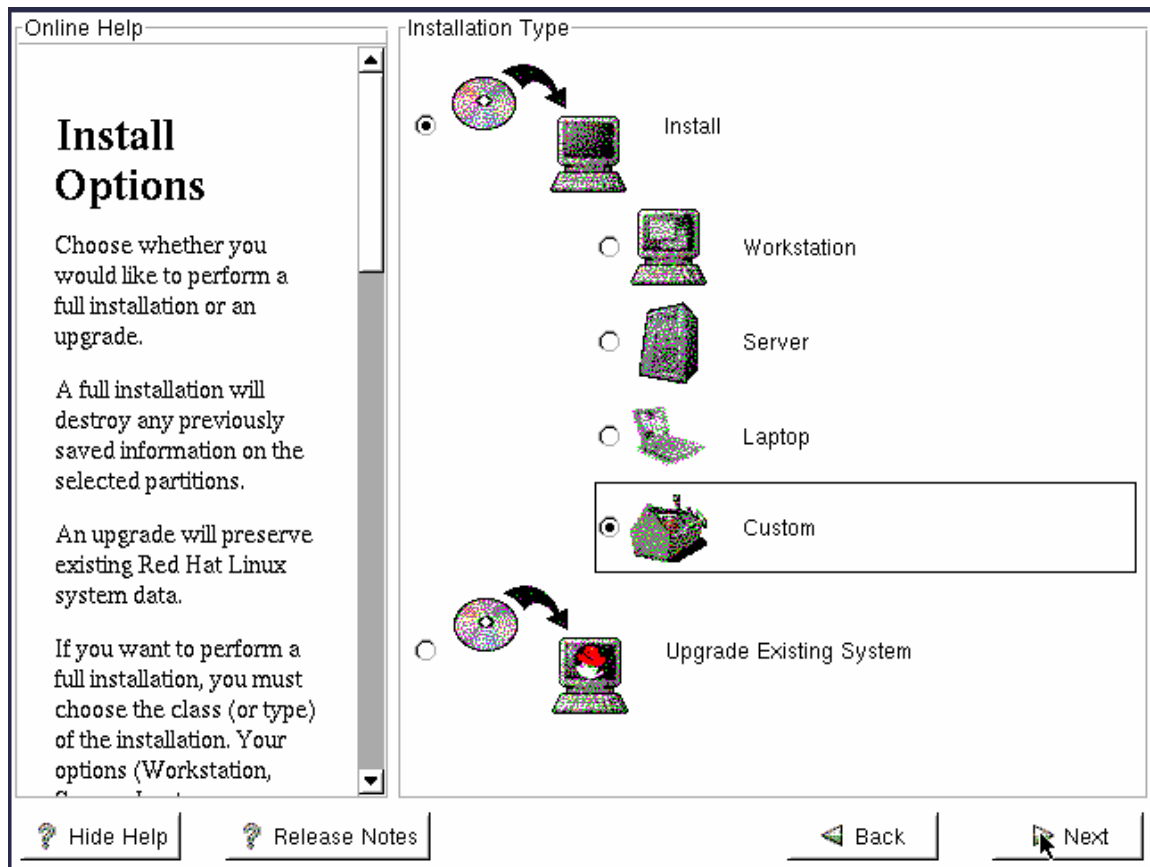 Online Help
Install
Options
Choose whether you
would like to perform a
full installation or an
upgrade.
A full installation will
destroy any previously
saved information on the
selected partitions.
An upgrade will preserve
existing Red Hat Linux
system data.
If you want to perform a
full installation, you must
choose the class (or type)
of the installation. Your
options (Workstation,
Installation Type
Install
Workstation
Server
Laptop
Custom
Upgrade Existing System
Hide Help
Release Notes
Back
Next